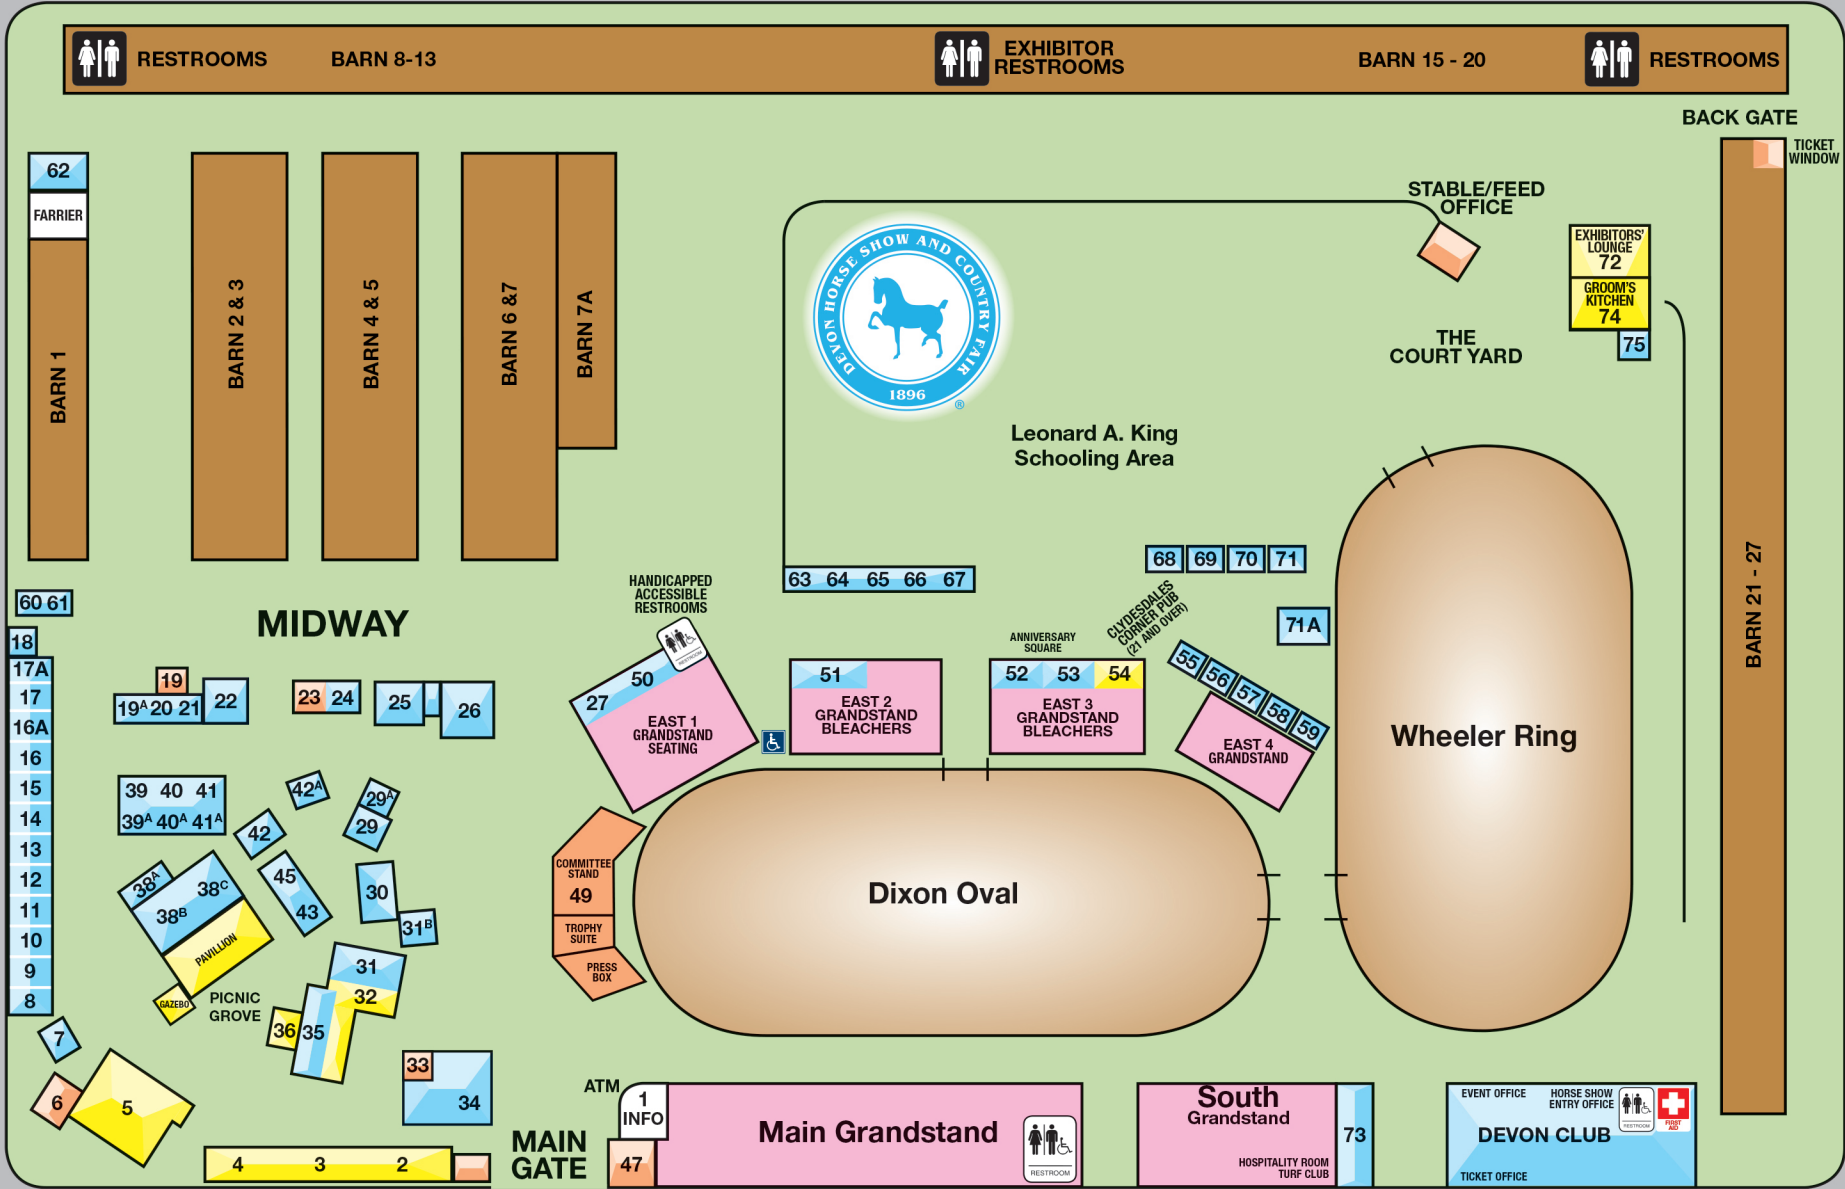 RESTROOMS
BARN 8-13
EXHIBITOR
RESTROOMS
BARN 15 - 20
RESTROOMS
BACK GATE
TICKET
WINDOW
62
FARRIER
BARN 1
BARN 2 & 3
BARN 4 & 5
BARN 6 &7
BARN 7A
DEVON HORSE SHOW AND COUNTRY FAIR
1896
®
STABLE/FEED
OFFICE
EXHIBITORS'
LOUNGE
72
GROOM'S
KITCHEN
74
75
THE
COURT YARD
Leonard A. King
Schooling Area
BARN 21 - 27
68 69 70 71
63 64 65 66 67
71A
HANDICAPPED
ACCESSIBLE
RESTROOMS
RESTROOM
60 61
MIDWAY
18
17A
17
16A
16
15
14
13
12
11
10
9
8
7
19
19A 20 21 22
23 24
25
26
27 50
EAST 1
GRANDSTAND
SEATING
51
EAST 2
GRANDSTAND
BLEACHERS
ANNIVERSARY
SQUARE
52 53 54
EAST 3
GRANDSTAND
BLEACHERS
CLYDESDALES
CORNER PUB
(21 AND OVER)
55 56 57 58 59
EAST 4
GRANDSTAND
Wheeler Ring
39 40 41
39A 40A 41A
42A
42
29A
29
38A
38B
38C
PAVILLION
GAZEBO
PICNIC
GROVE
45
43
30
31B
31
32
36 35
33
34
6
5
4 3 2
COMMITTEE
STAND
49
TROPHY
SUITE
PRESS
BOX
Dixon Oval
MAIN
GATE
ATM
1
INFO
47
Main Grandstand
RESTROOM
South
Grandstand
HOSPITALITY ROOM
TURF CLUB
73
EVENT OFFICE
HORSE SHOW
ENTRY OFFICE
RESTROOM
FIRST
AID
DEVON CLUB
TICKET OFFICE